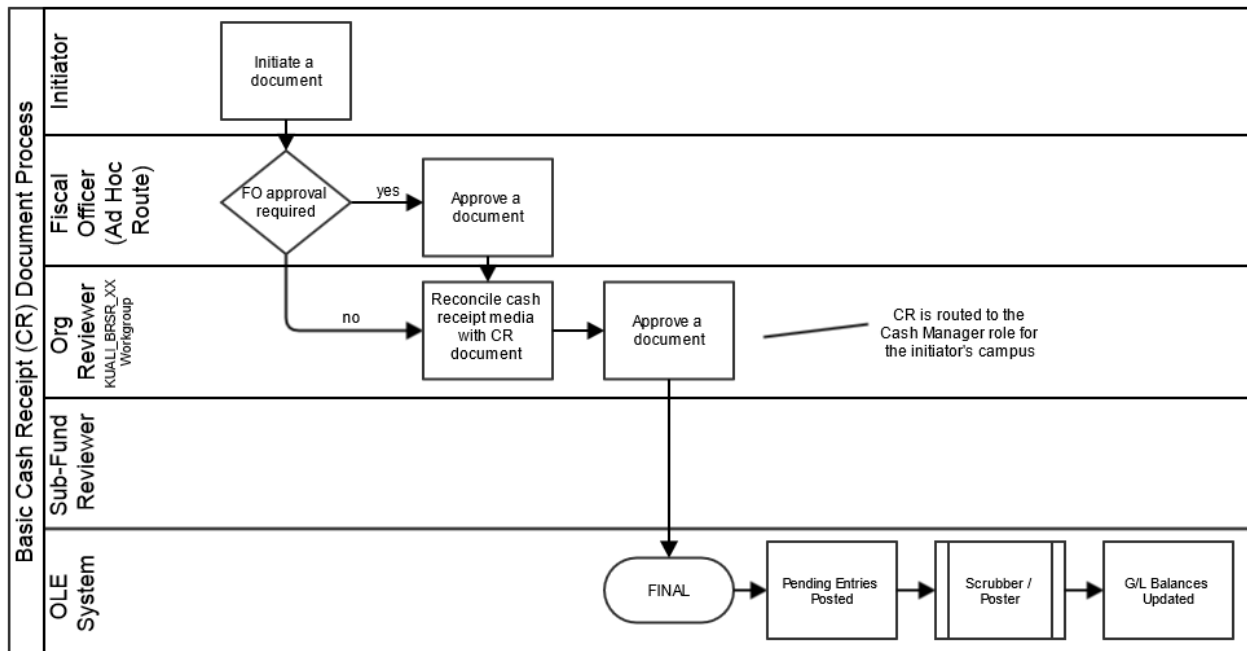 Basic Cash Receipt (CR) Document Process
Initiator
Initiate a
document
Fiscal
Officer
(Ad Hoc
Route)
FO approval
required
yes
Approve a
document
Org
Reviewer
KUALI_BRSR_XX
Workgroup
no
Reconcile cash
receipt media
with CR
document
Approve a
document
CR is routed to the
Cash Manager role for
the initiator's campus
Sub-Fund
Reviewer
OLE
System
FINAL
Pending Entries
Posted
Scrubber /
Poster
G/L Balances
Updated